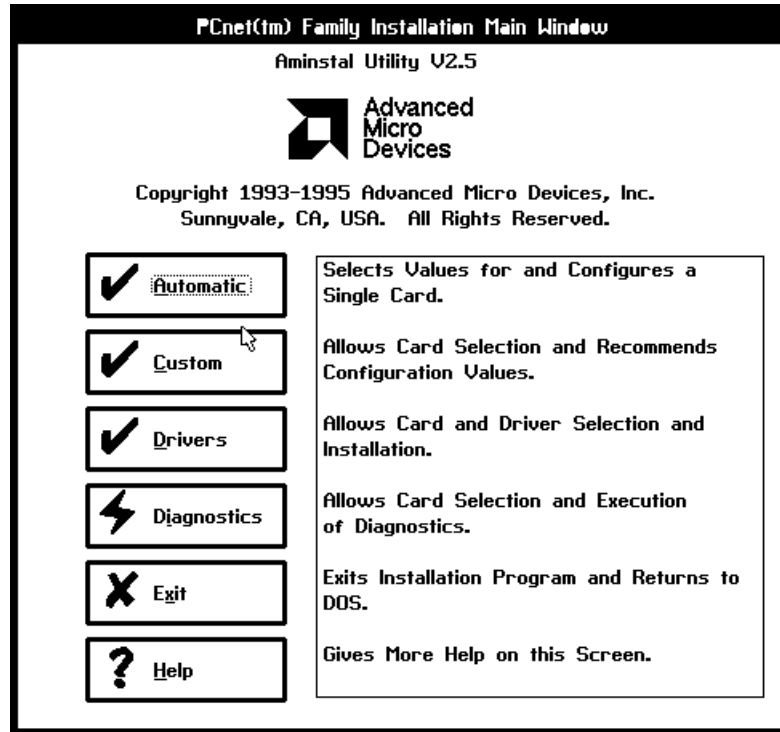 PCnet(tm) Family Installation Main Window
Aminstal Utility V2.5
Advanced
Micro
Devices
Copyright 1993-1995 Advanced Micro Devices, Inc.
Sunnyvale, CA, USA. All Rights Reserved.
Automatic
Selects Values for and Configures a
Single Card.
Custom
Allows Card Selection and Recommends
Configuration Values.
Drivers
Allows Card and Driver Selection and
Installation.
Diagnostics
Allows Card Selection and Execution
of Diagnostics.
Exit
Exits Installation Program and Returns to
DOS.
Help
Gives More Help on this Screen.